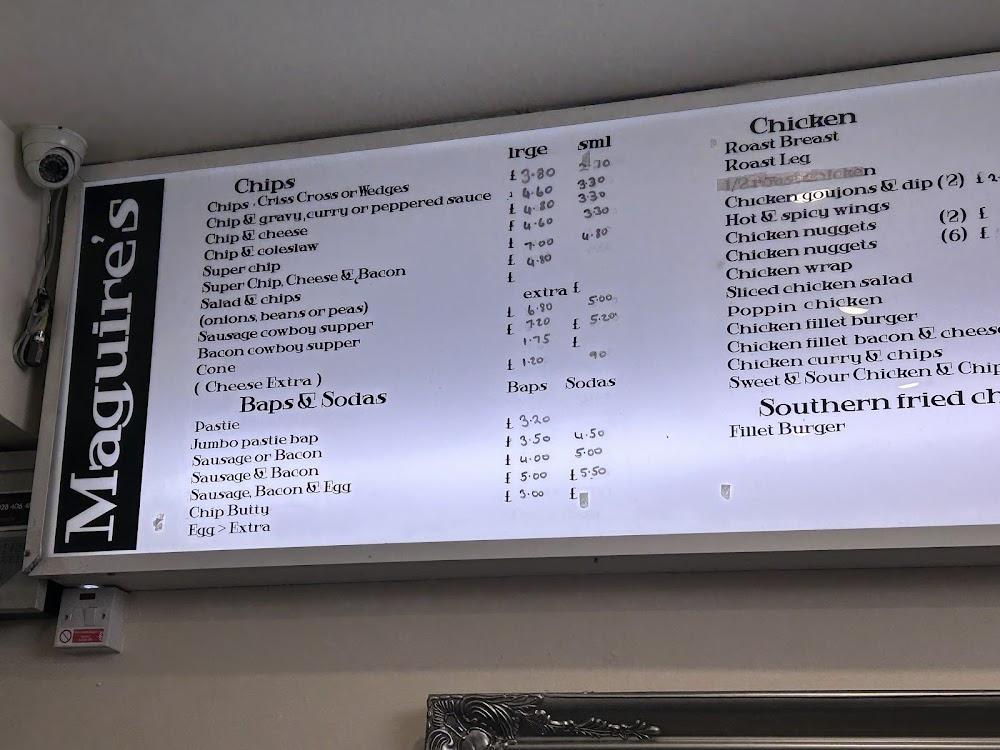 Maguire's
lrge sml
Chips
Chips, Criss Cross or Wedges £ 3.80
Chip & gravy, curry or peppered sauce 4.60 3.30
Chip & cheese £ 4.80 3.30
Chip & coleslaw £ 4.60 3.30
Super chip £ 7.00 4.80
Super Chip, Cheese & Bacon £ 4.80
Salad & chips £
(onions, beans or peas) extra £
Sausage cowboy supper £ 6.80 5.00
Bacon cowboy supper £ 7.20 £ 5.20
Cone 1.75 £
( Cheese Extra ) £ 1.20 90
Baps & Sodas Baps Sodas
Pastie £ 3.20
Jumbo pastie bap £ 3.50 4.50
Sausage or Bacon £ 4.00 5.00
Sausage & Bacon £ 5.00 £5.50
Sausage, Bacon & Egg £ 3.00 £
Chip Butty
Egg > Extra
Chicken
Roast Breast
Roast Leg
Chicken goujons & dip (2) £ 2
Hot & spicy wings
Chicken nuggets (2) £
Chicken nuggets (6) £
Chicken wrap
Sliced chicken salad
Poppin chicken
Chicken fillet burger
Chicken fillet bacon & cheese
Chicken curry & chips
Sweet & Sour Chicken & Chip
Southern fried ch
Fillet Burger